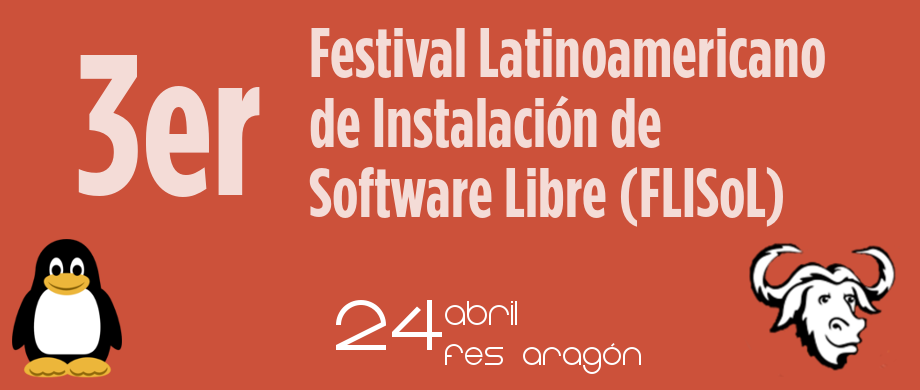 3er
Festival Latinoamericano
de Instalación de
Software Libre (FLISoL)
24
abril
fes aragón